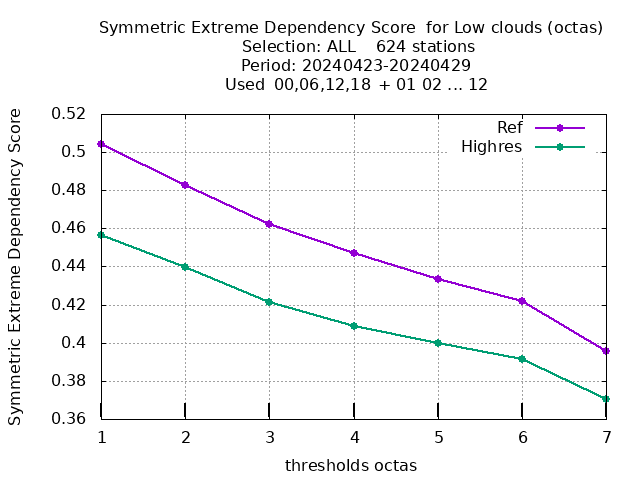 Symmetric Extreme Dependency Score  for Low clouds (octas)
Selection: ALL    624 stations
Period: 20240423-20240429
Used  00,06,12,18 + 01 02 ... 12
Symmetric Extreme Dependency Score
0.52
0.5
0.48
0.46
0.44
0.42
0.4
0.38
0.36
Ref
Highres
1 2 3 4 5 6 7
thresholds octas